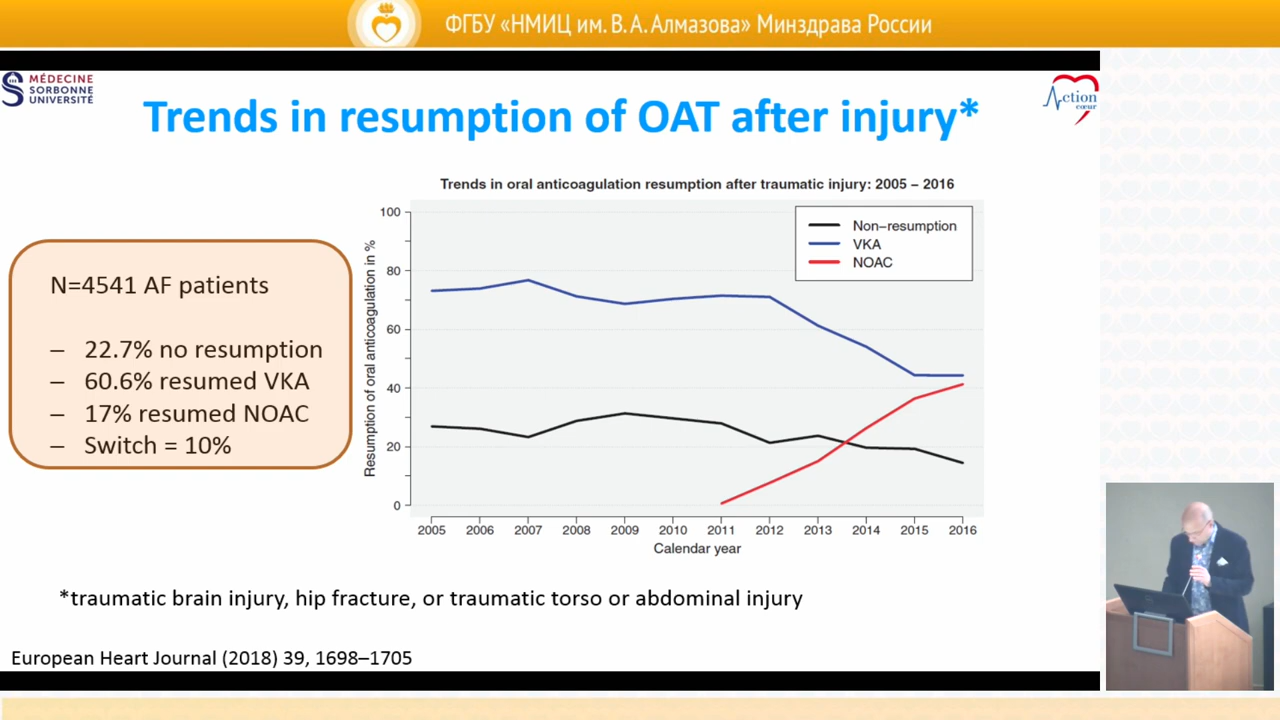 ФГБУ «НМИЦ им. В. А. Алмазова» Минздрава России
MÉDECINE
SORBONNE
UNIVERSITÉ
Action
cœur
Trends in resumption of OAT after injury*
N=4541 AF patients
– 22.7% no resumption
– 60.6% resumed VKA
– 17% resumed NOAC
– Switch = 10%
Trends in oral anticoagulation resumption after traumatic injury: 2005 – 2016
Resumption of oral anticoagulation in %
100
80
60
40
20
0
Non–resumption
VKA
NOAC
2005 2006 2007 2008 2009 2010 2011 2012 2013 2014 2015 2016
Calendar year
*traumatic brain injury, hip fracture, or traumatic torso or abdominal injury
European Heart Journal (2018) 39, 1698–1705